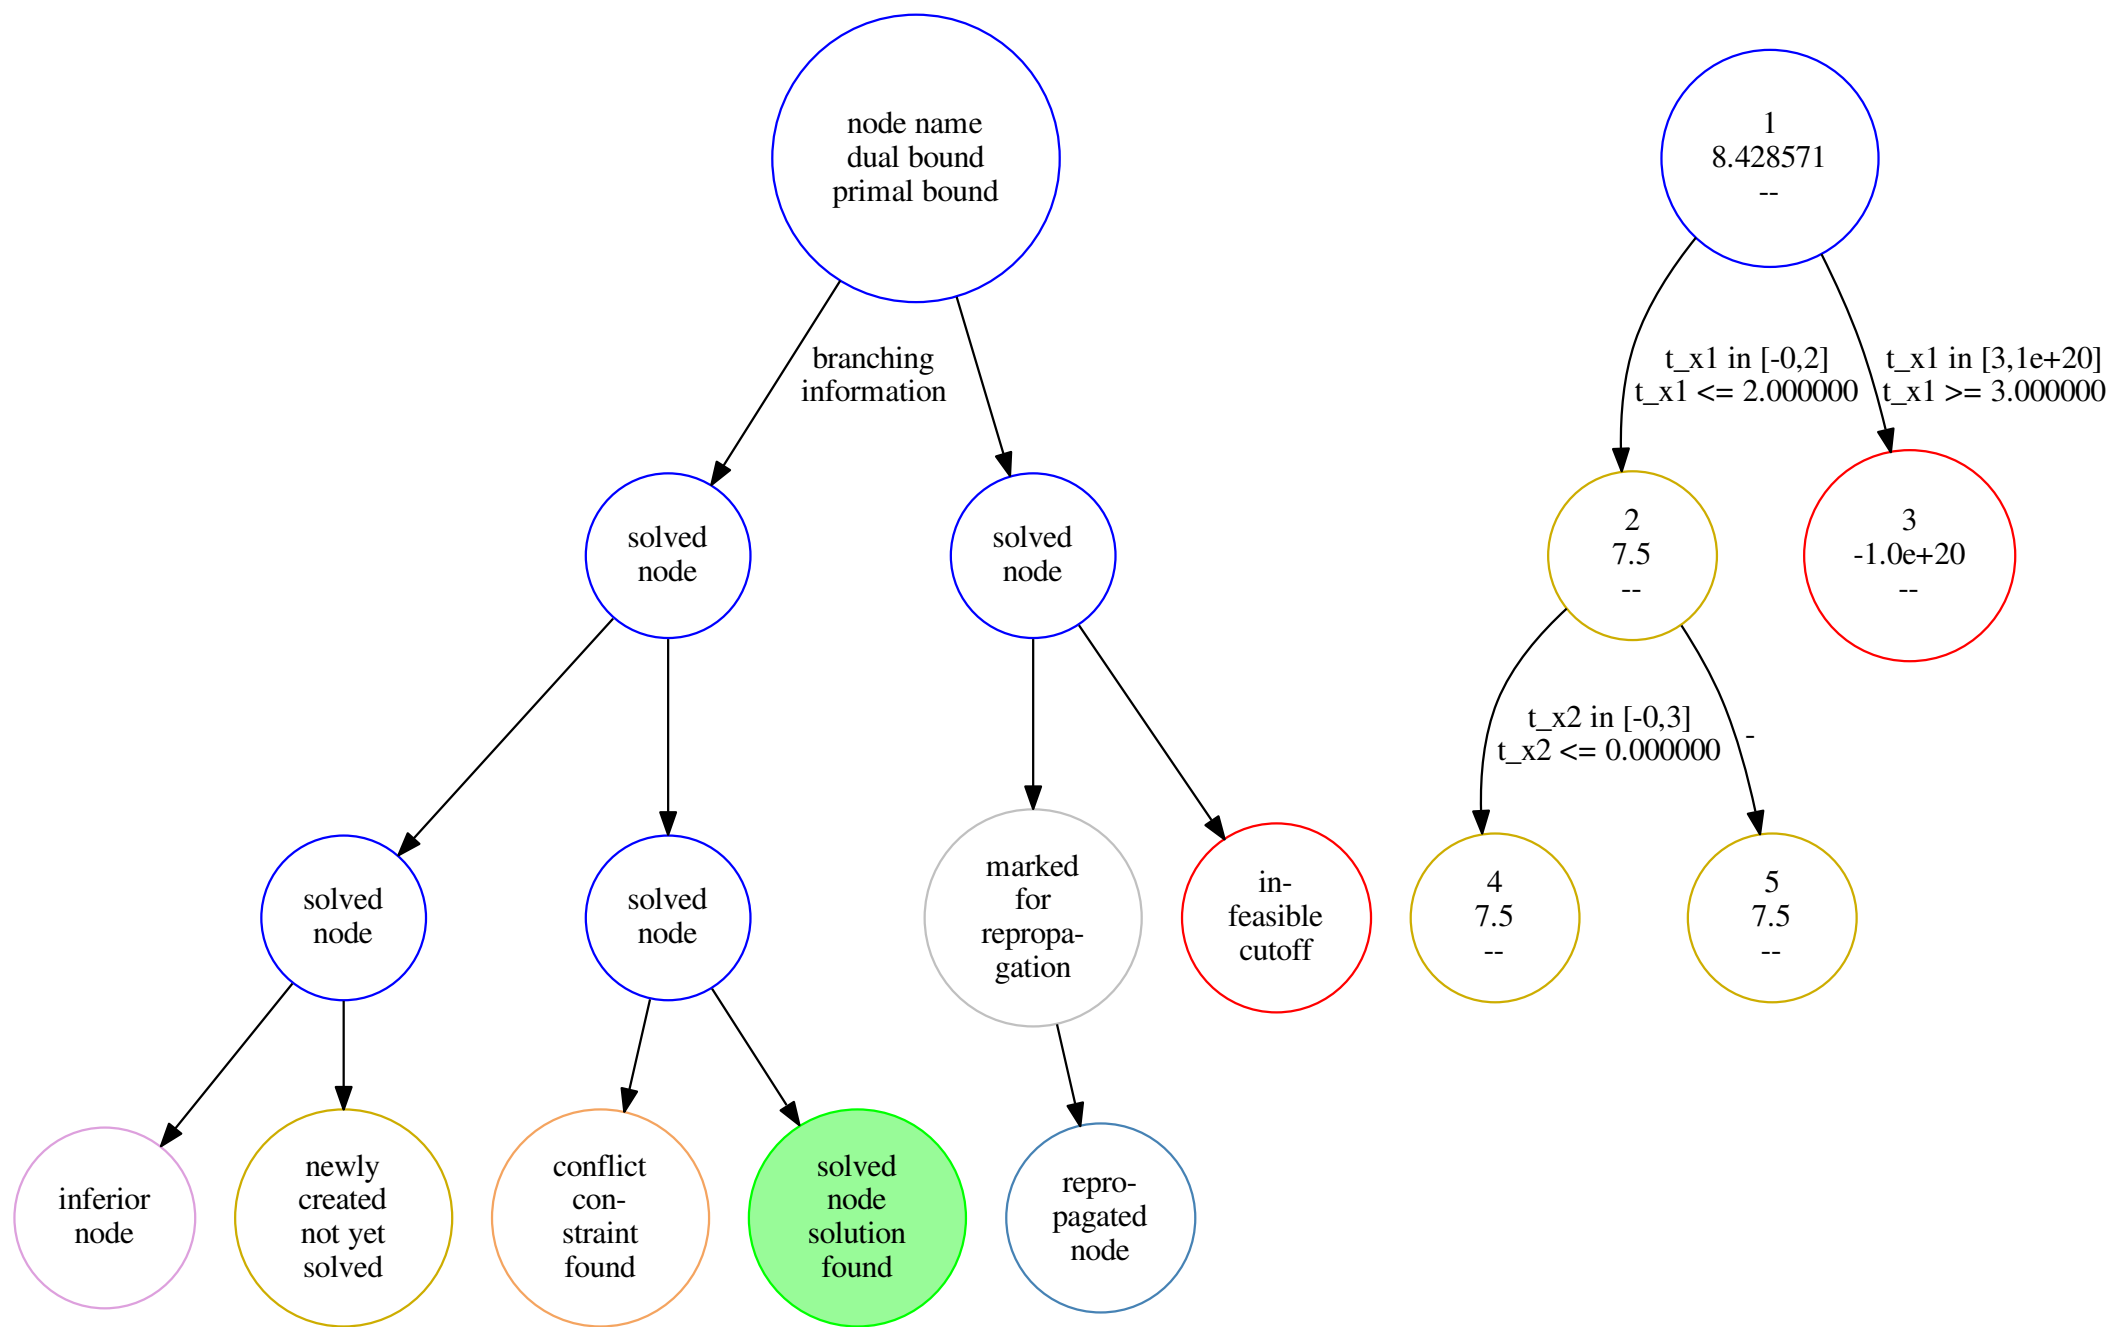 node name
dual bound
primal bound
branching
information
solved
node
solved
node
solved
node
solved
node
marked
for
repropa-
gation
in-
feasible
cutoff
inferior
node
newly
created
not yet
solved
conflict
con-
straint
found
solved
node
solution
found
repro-
pagated
node
1
8.428571
--
t_x1 in [-0,2]
t_x1 <= 2.000000
t_x1 in [3,1e+20]
t_x1 >= 3.000000
2
7.5
--
3
-1.0e+20
--
t_x2 in [-0,3]
t_x2 <= 0.000000
-
4
7.5
--
5
7.5
--